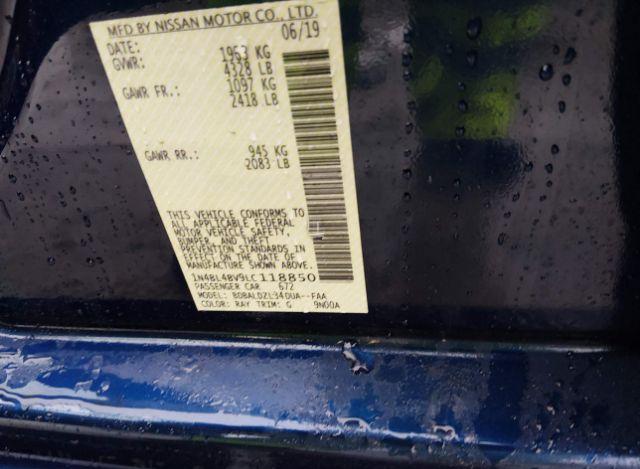 MFD BY NISSAN MOTOR CO., LTD.
DATE: 06/19
GVWR: 1963 KG
4328 LB
GAWR FR.: 1097 KG
2418 LB
GAWR RR.: 945 KG
2083 LB
THIS VEHICLE CONFORMS TO
ALL APPLICABLE FEDERAL
MOTOR VEHICLE SAFETY,
BUMPER, AND THEFT
PREVENTION STANDARDS IN
EFFECT ON THE DATE OF
MANUFACTURE SHOWN ABOVE.
1N4BL4BV9LC118850
PASSENGER CAR 672
MODEL: BDBALDZL34DUA--FAA
COLOR: RAY TRIM: G 9N00A